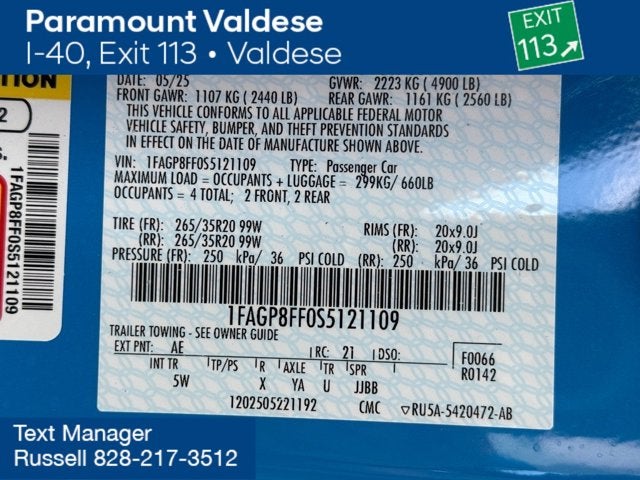 Paramount Valdese
I-40, Exit 113 • Valdese
EXIT
113
TION
2
1FAGP8FF0S5121109
DATE: 05/25 GVWR: 2223 KG ( 4900 LB)
FRONT GAWR: 1107 KG ( 2440 LB) REAR GAWR: 1161 KG ( 2560 LB)
THIS VEHICLE CONFORMS TO ALL APPLICABLE FEDERAL MOTOR
VEHICLE SAFETY, BUMPER, AND THEFT PREVENTION STANDARDS
IN EFFECT ON THE DATE OF MANUFACTURE SHOWN ABOVE.
VIN: 1FAGP8FF0S5121109 TYPE: Passenger Car
MAXIMUM LOAD = OCCUPANTS + LUGGAGE = 299KG/ 660LB
OCCUPANTS = 4 TOTAL; 2 FRONT, 2 REAR
TIRE (FR): 265/35R20 99W RIMS (FR): 20x9.0J
(RR): 265/35R20 99W (RR): 20x9.0J
PRESSURE (FR): 250 kPa/ 36 PSI COLD (RR): 250 kPa/ 36 PSI COLD
1FAGP8FF0S5121109
TRAILER TOWING - SEE OWNER GUIDE
EXT PNT: AE RC: 21 DSO: F0066
INT TR TP/PS R AXLE TR SPR R0142
5W X YA U JJBB
1202505221192 CMC RU5A-5420472-AB
Text Manager
Russell 828-217-3512